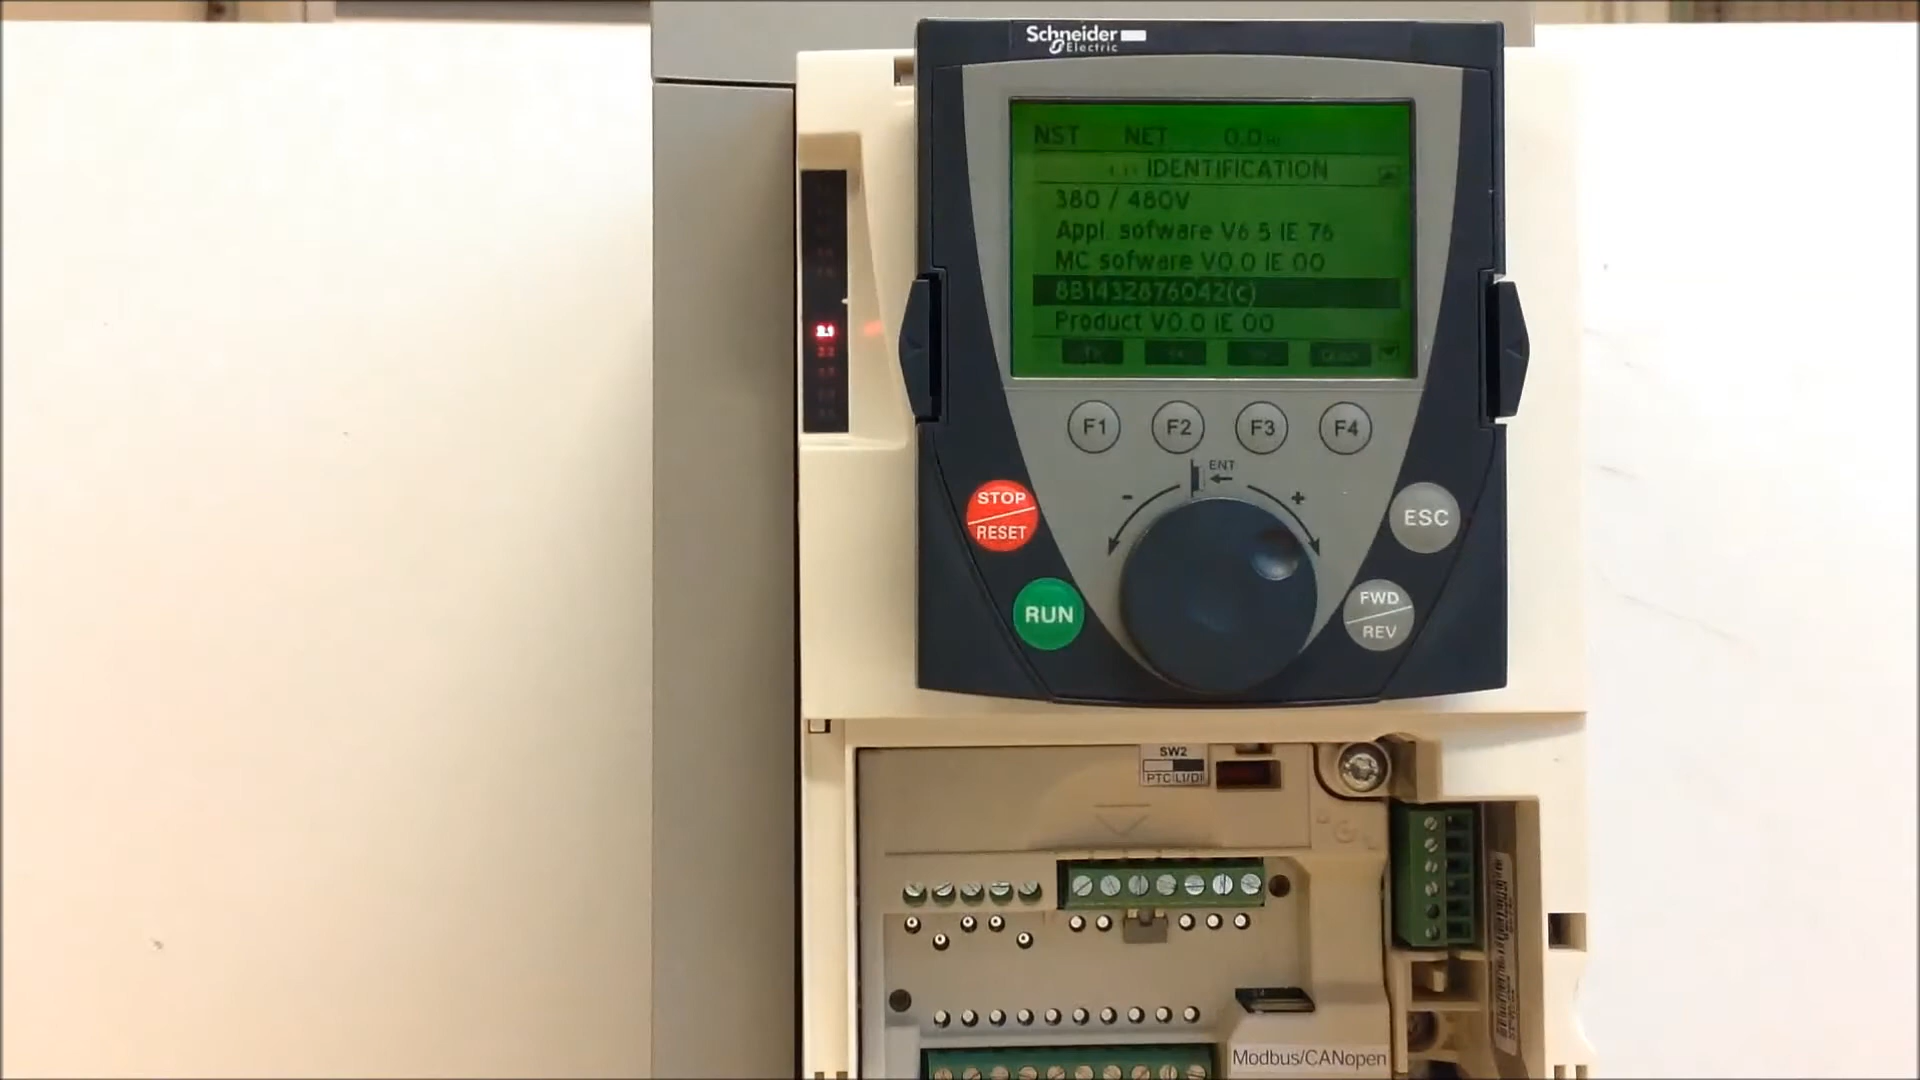 Schneider
Electric
NST NET 0.0
IDENTIFICATION
380 / 480V
Appl. sofware V6.5 IE 76
MC sofware V0.0 IE 00
8B1432876042(c)
Product V0.0 IE 00
F1 F2 F3 F4
ENT
- +
STOP
RESET
ESC
RUN
FWD
REV
SW2
PTC LI/DI
Modbus/CANopen